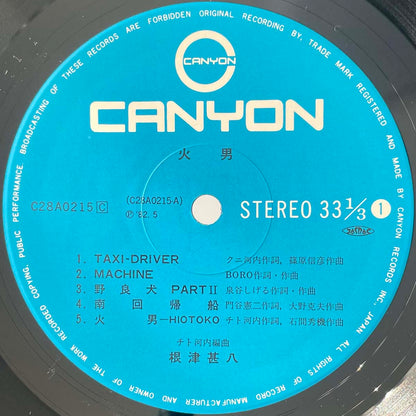 CANYON
CANYON
火男
C28A0215 C
(C28A0215-A)
Ⓟ '82. 5
STEREO 33 1/3 1
JASRAC
1. TAXI-DRIVER クニ河内作詞、篠原信彦作曲
2. MACHINE BORO作詞・作曲
3. 野良犬 PARTⅡ 泉谷しげる作詞・作曲
4. 南回帰船 門谷憲二作詞、大野克夫作曲
5. 火男─HIOTOKO チト河内作詞、石間秀機作曲
チト河内編曲
根津甚八
BROADCASTING OF THESE RECORDS ARE FORBIDDEN ORIGINAL RECORDING BY, TRADE MARK REGISTERED AND MADE BY CANYON RECORDS INC. JAPAN ALL RIGHTS OF THE MANUFACTURER AND OWNER OF THE WORK RECORDED COPYING PUBLIC PERFORMANCE